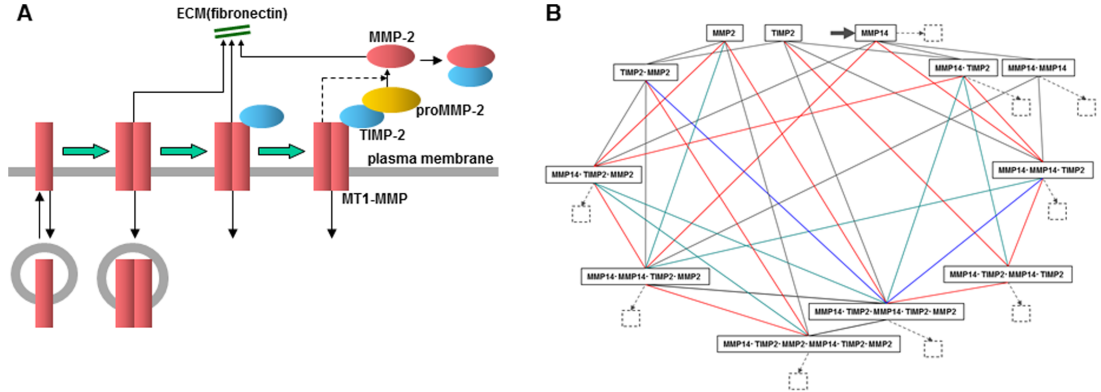 A
ECM(fibronectin)
MMP-2
proMMP-2
TIMP-2
plasma membrane
MT1-MMP
B
MMP2
TIMP2
MMP14
TIMP2· MMP2
MMP14· TIMP2
MMP14· MMP14
MMP14· TIMP2· MMP2
MMP14· MMP14· TIMP2
MMP14· MMP14· TIMP2· MMP2
MMP14· TIMP2· MMP14· TIMP2
MMP14· TIMP2· MMP14· TIMP2· MMP2
MMP14· TIMP2· MMP2· MMP14· TIMP2· MMP2